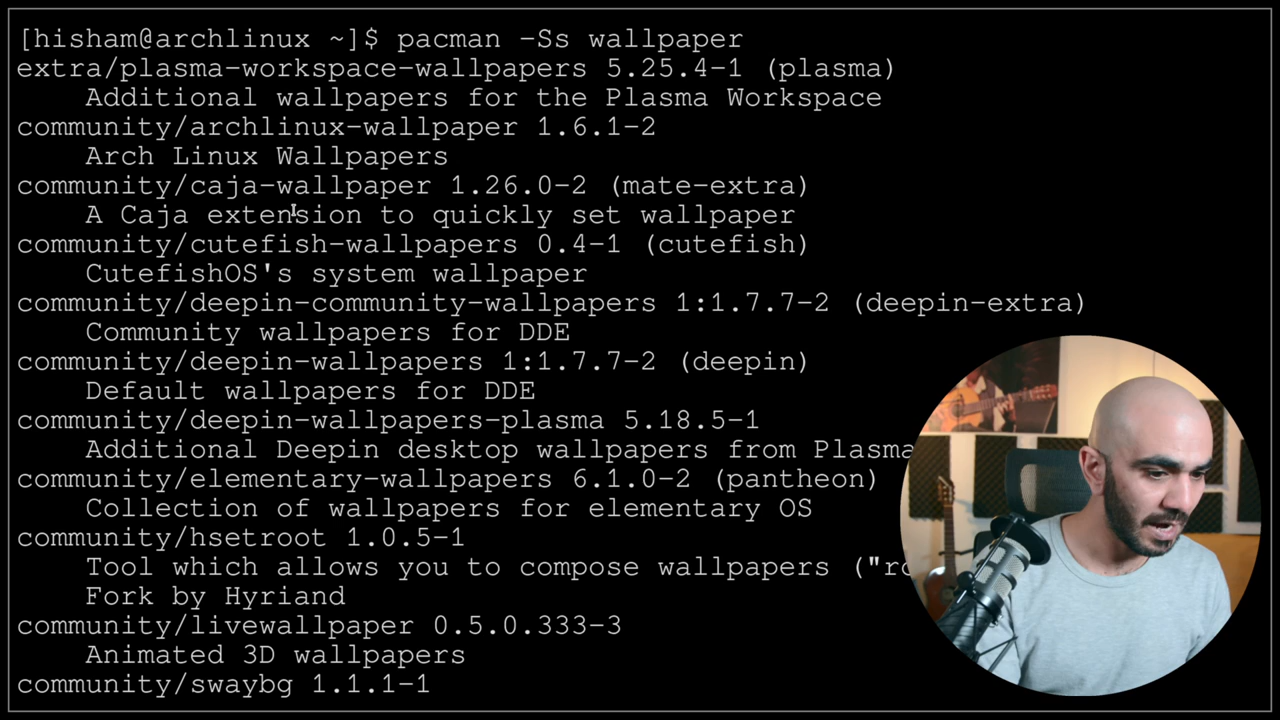 [hisham@archlinux ~]$ pacman -Ss wallpaper
extra/plasma-workspace-wallpapers 5.25.4-1 (plasma)
    Additional wallpapers for the Plasma Workspace
community/archlinux-wallpaper 1.6.1-2
    Arch Linux Wallpapers
community/caja-wallpaper 1.26.0-2 (mate-extra)
    A Caja extension to quickly set wallpaper
community/cutefish-wallpapers 0.4-1 (cutefish)
    CutefishOS's system wallpaper
community/deepin-community-wallpapers 1:1.7.7-2 (deepin-extra)
    Community wallpapers for DDE
community/deepin-wallpapers 1:1.7.7-2 (deepin)
    Default wallpapers for DDE
community/deepin-wallpapers-plasma 5.18.5-1
    Additional Deepin desktop wallpapers from Plasma
community/elementary-wallpapers 6.1.0-2 (pantheon)
    Collection of wallpapers for elementary OS
community/hsetroot 1.0.5-1
    Tool which allows you to compose wallpapers
    Fork by Hyriand
community/livewallpaper 0.5.0.333-3
    Animated 3D wallpapers
community/swaybg 1.1.1-1